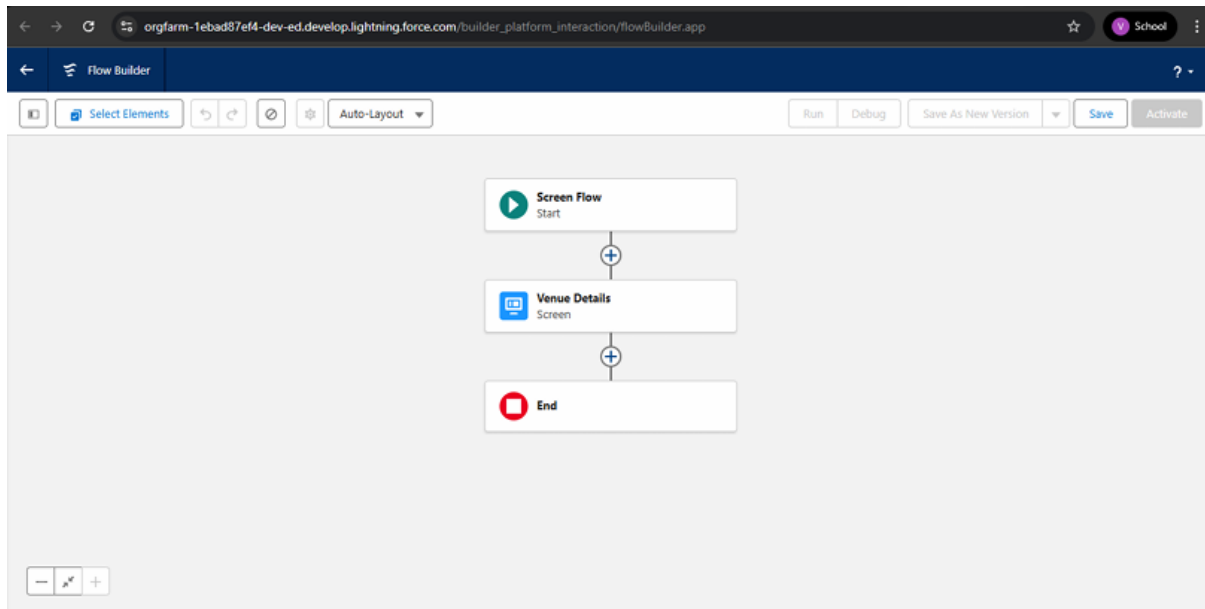 orgfarm-1ebad87ef4-dev-ed.develop.lightning.force.com/builder_platform_interaction/flowBuilder.app
V School
Flow Builder
?
Select Elements
Auto-Layout
Run
Debug
Save As New Version
Save
Activate
Screen Flow
Start
Venue Details
Screen
End